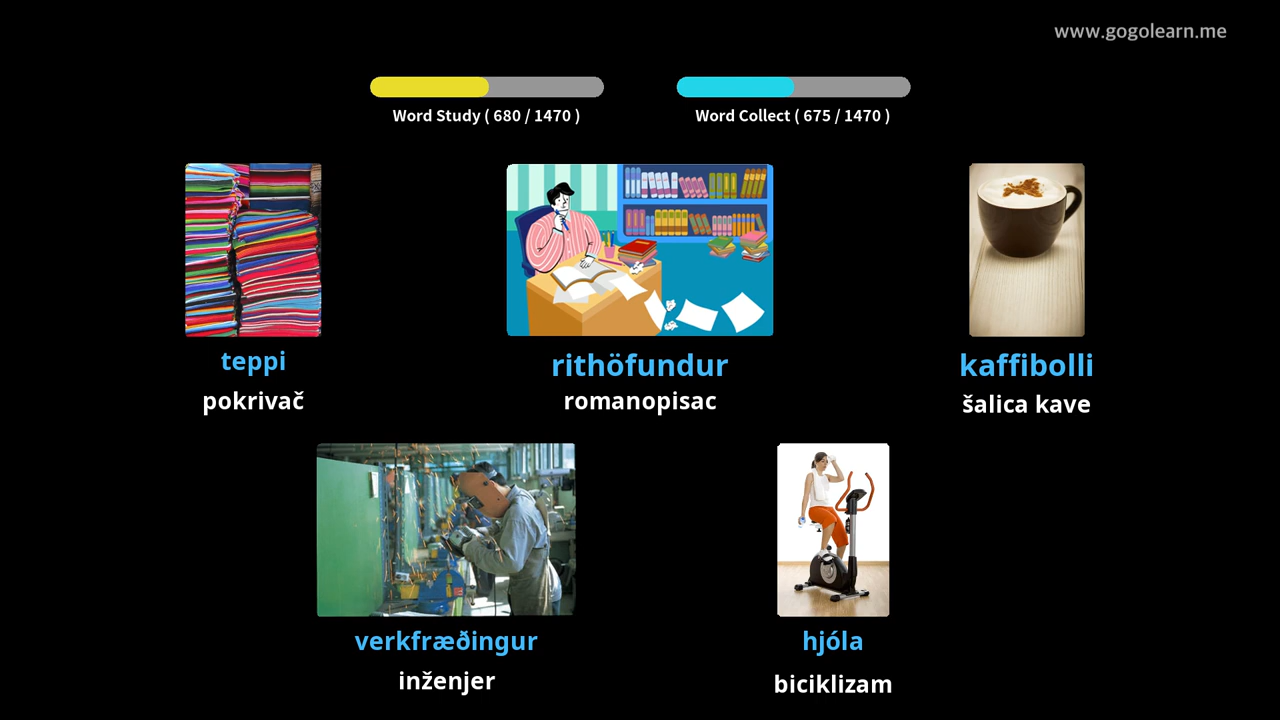 www.gogolearn.me
Word Study ( 680 / 1470 )
Word Collect ( 675 / 1470 )
teppi
pokrivač
rithöfundur
romanopisac
kaffibolli
šalica kave
verkfræðingur
inženjer
hjóla
biciklizam